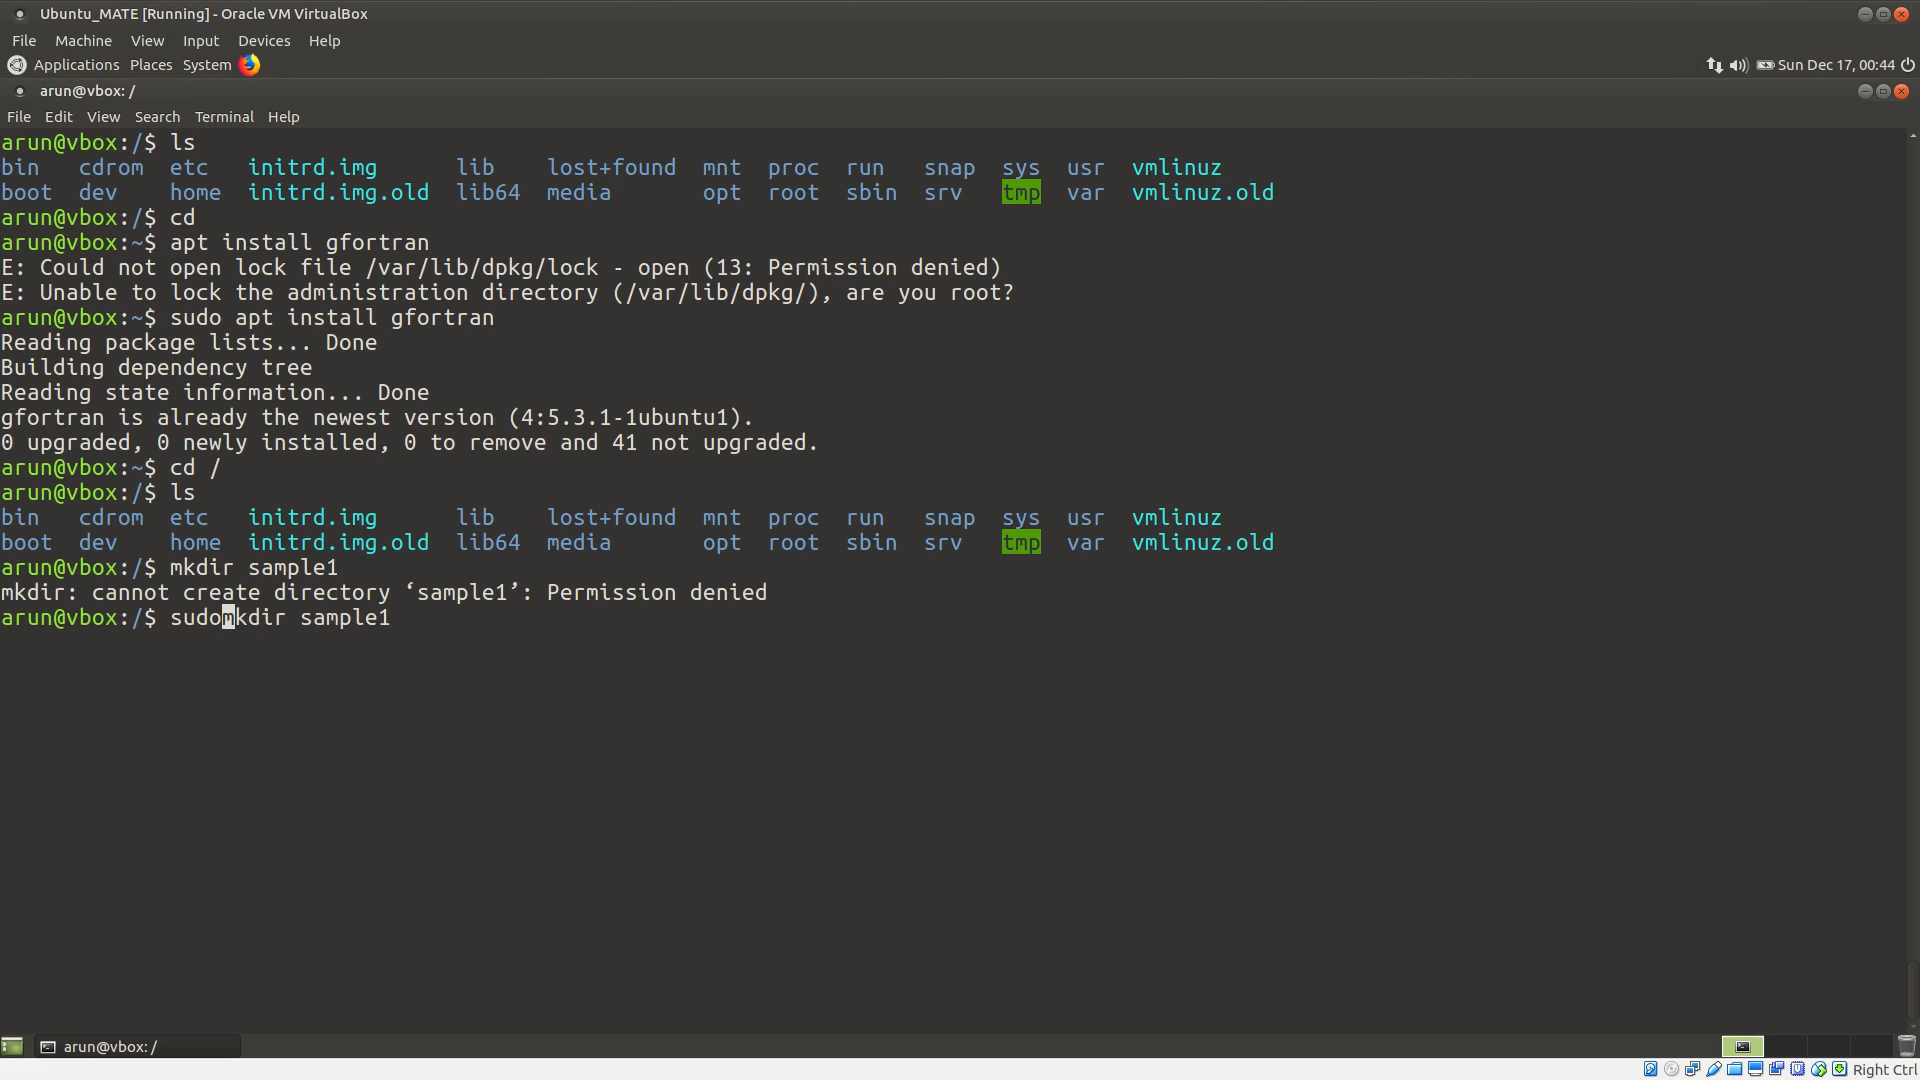 Ubuntu_MATE [Running] - Oracle VM VirtualBox
File Machine View Input Devices Help
Applications Places System Sun Dec 17, 00:44
arun@vbox: /
File Edit View Search Terminal Help
arun@vbox:/$ ls
bin cdrom etc initrd.img lib lost+found mnt proc run snap sys usr vmlinuz
boot dev home initrd.img.old lib64 media opt root sbin srv tmp var vmlinuz.old
arun@vbox:/$ cd
arun@vbox:~$ apt install gfortran
E: Could not open lock file /var/lib/dpkg/lock - open (13: Permission denied)
E: Unable to lock the administration directory (/var/lib/dpkg/), are you root?
arun@vbox:~$ sudo apt install gfortran
Reading package lists... Done
Building dependency tree
Reading state information... Done
gfortran is already the newest version (4:5.3.1-1ubuntu1).
0 upgraded, 0 newly installed, 0 to remove and 41 not upgraded.
arun@vbox:~$ cd /
arun@vbox:/$ ls
bin cdrom etc initrd.img lib lost+found mnt proc run snap sys usr vmlinuz
boot dev home initrd.img.old lib64 media opt root sbin srv tmp var vmlinuz.old
arun@vbox:/$ mkdir sample1
mkdir: cannot create directory ‘sample1’: Permission denied
arun@vbox:/$ sudomkdir sample1
arun@vbox: /
Right Ctrl